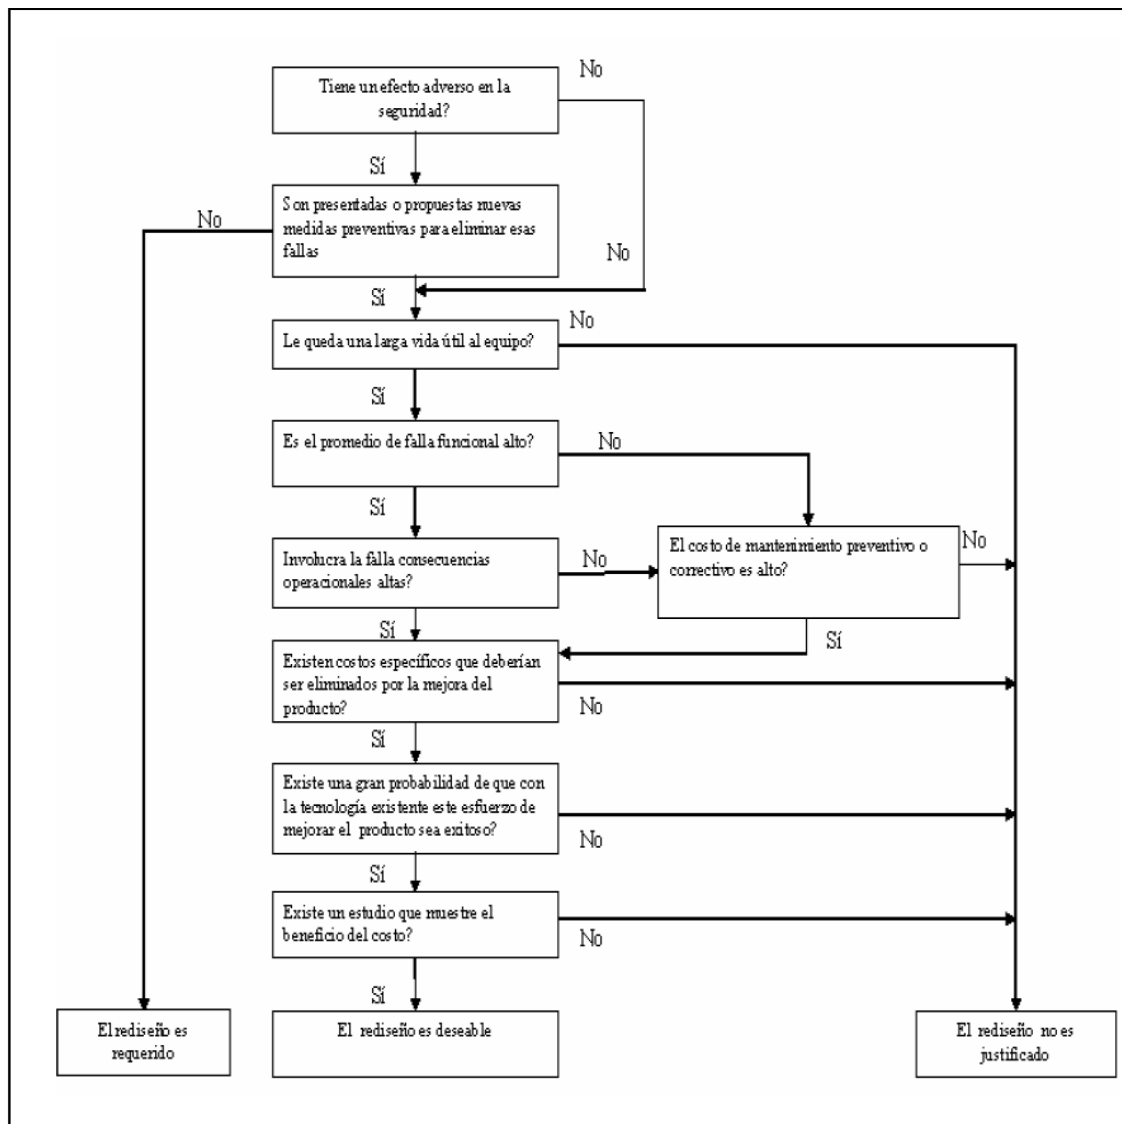 No
Tiene un efecto adverso en la
seguridad?
Sí
No
Son presentadas o propuestas nuevas
medidas preventivas para eliminar esas
fallas
No
Sí
No
Le queda una larga vida útil al equipo?
Sí
Es el promedio de falla funcional alto?
No
Sí
Involucra la falla consecuencias
operacionales altas?
No
El costo de mantenimiento preventivo o
correctivo es alto?
No
Sí
Sí
Existen costos específicos que deberían
ser eliminados por la mejora del
producto?
No
Sí
Existe una gran probabilidad de que con
la tecnología existente este esfuerzo de
mejorar el producto sea exitoso?
No
Sí
Existe un estudio que muestre el
beneficio del costo?
No
Sí
El rediseño es
requerido
El rediseño es deseable
El rediseño no es
justificado